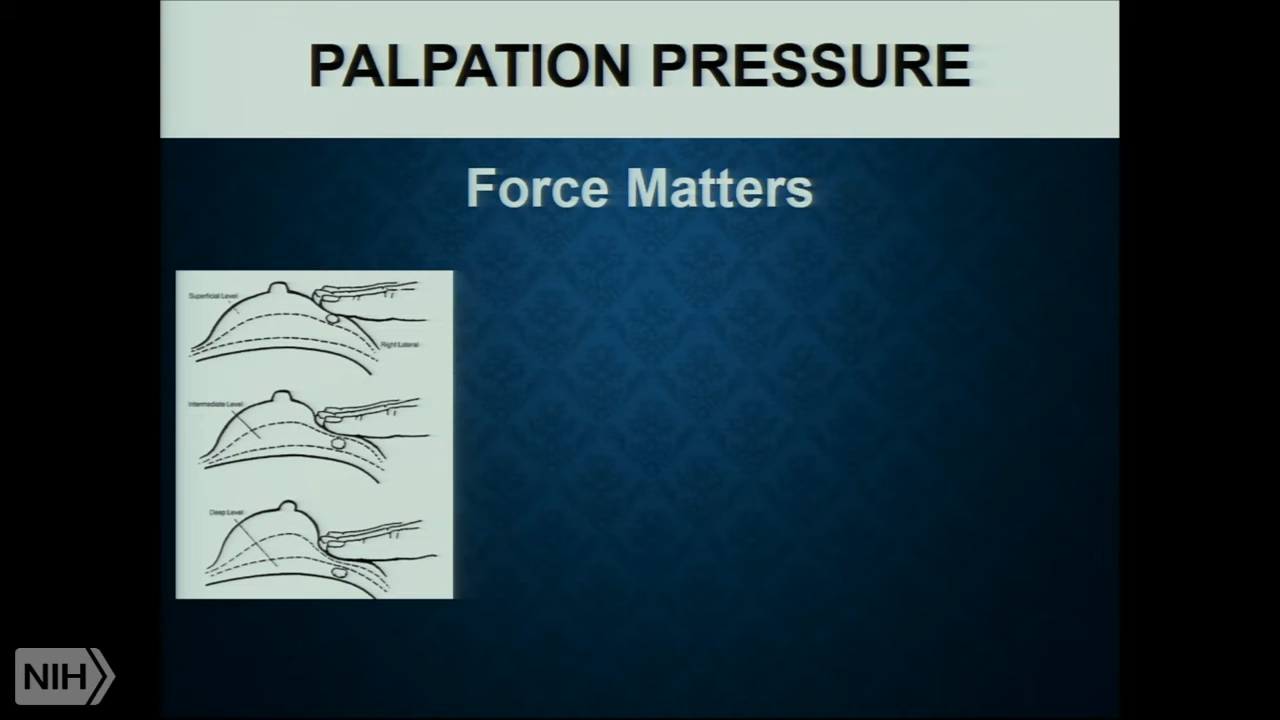 PALPATION PRESSURE
Force Matters
Superficial Level
Right Lateral
Intermediate Level
Deep Level
NIH